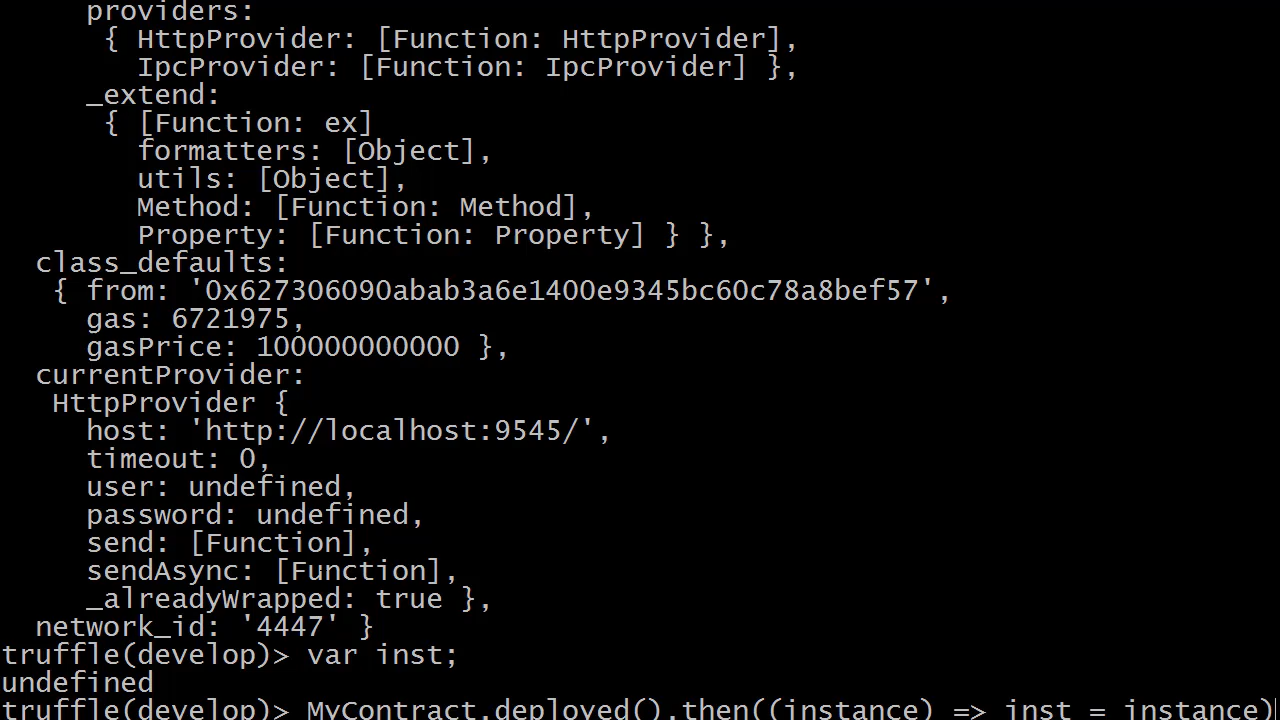 providers:
{ HttpProvider: [Function: HttpProvider],
IpcProvider: [Function: IpcProvider] },
_extend:
{ [Function: ex]
formatters: [Object],
utils: [Object],
Method: [Function: Method],
Property: [Function: Property] } },
class_defaults:
{ from: '0x627306090abab3a6e1400e9345bc60c78a8bef57',
gas: 6721975,
gasPrice: 100000000000 },
currentProvider:
HttpProvider {
host: 'http://localhost:9545/',
timeout: 0,
user: undefined,
password: undefined,
send: [Function],
sendAsync: [Function],
_alreadyWrapped: true },
network_id: '4447' }
truffle(develop)> var inst;
undefined
truffle(develop)> MyContract.deployed().then((instance) => inst = instance)